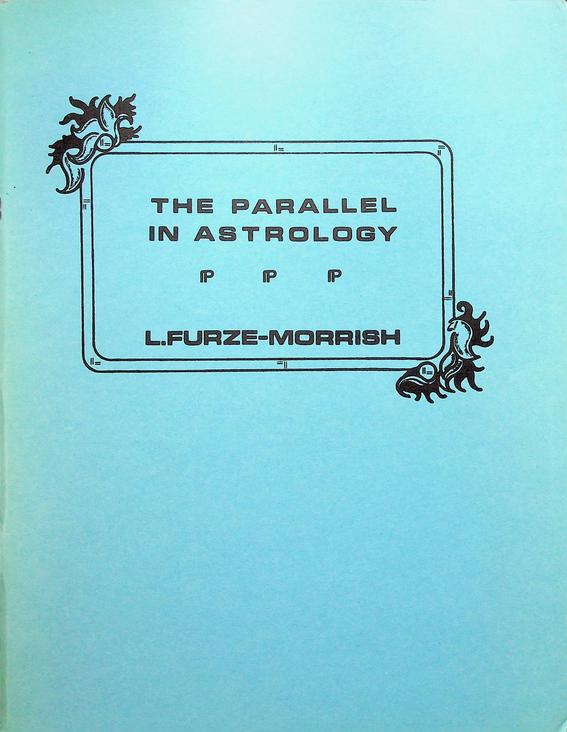 THE PARALLEL
IN ASTROLOGY
P P P
L.FURZE-MORRISH